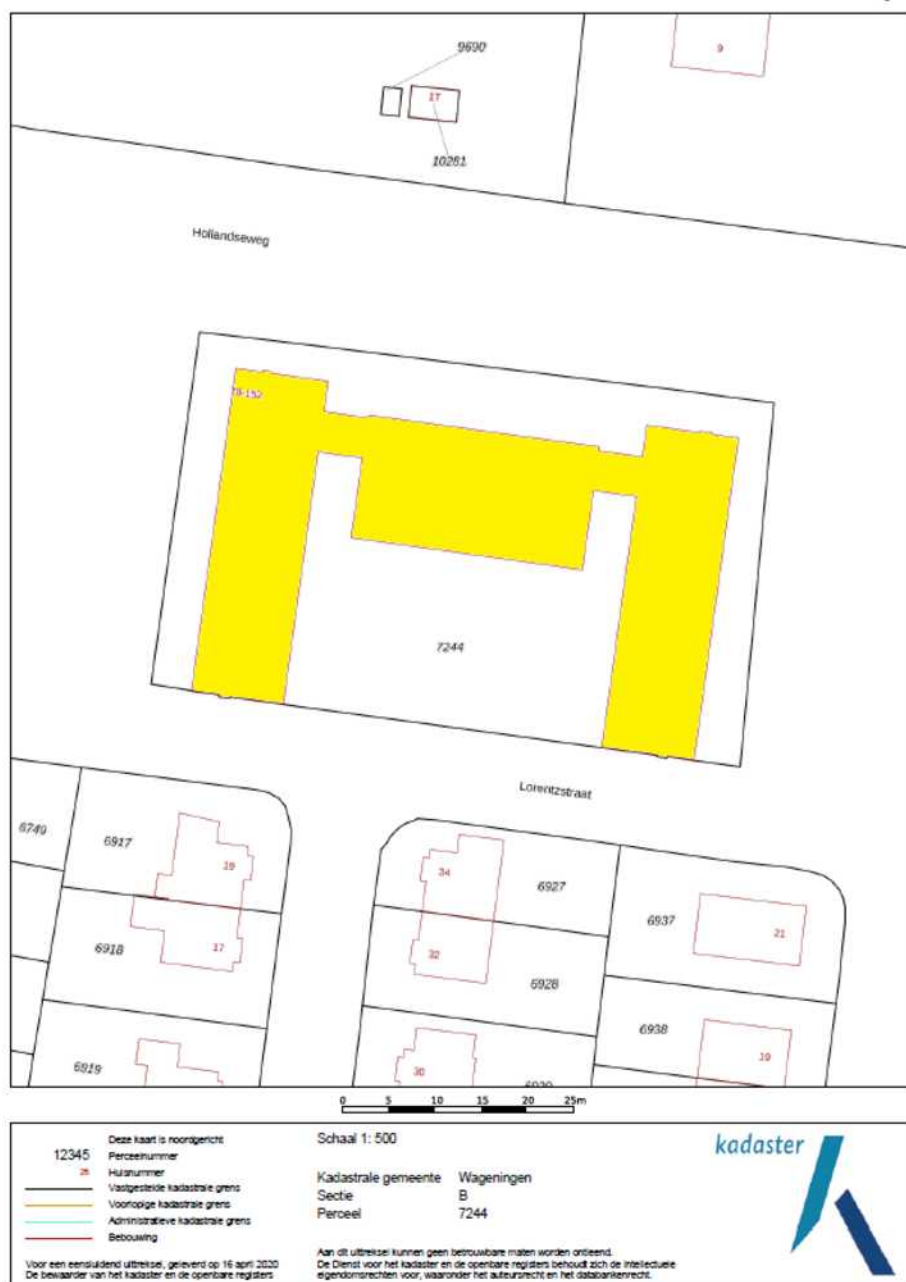 9690
9
17
10281
Hollandseweg
7244
Lorentzstraat
6749
6917
19
34
6927
6937
21
6918
17
32
6928
6938
19
6919
30
0 5 10 15 20 25m
Deze kaart is noordgericht
12345 Perceelnummer
25 Huisnummer
Vastgestelde kadastrale grens
Voorlopige kadastrale grens
Administratieve kadastrale grens
Bebouwing
Voor een eensluidend uittreksel, geleverd op 16 april 2020
De bewaarder van het kadaster en de openbare registers
Schaal 1: 500
Kadastrale gemeente Wageningen
Sectie B
Perceel 7244
Aan dit uittreksel kunnen geen betrouwbare maten worden ontleend.
De Dienst voor het kadaster en de openbare registers behoudt zich de intellectuele
eigendomsrechten voor, waaronder het auteursrecht en het databankenrecht.
kadaster